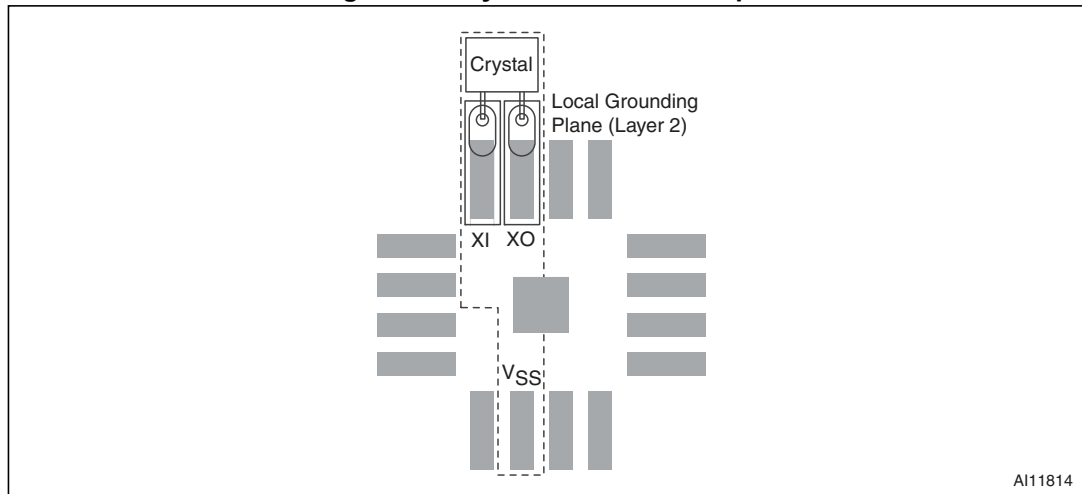 Crystal
Local Grounding
Plane (Layer 2)
XI XO
VSS
AI11814